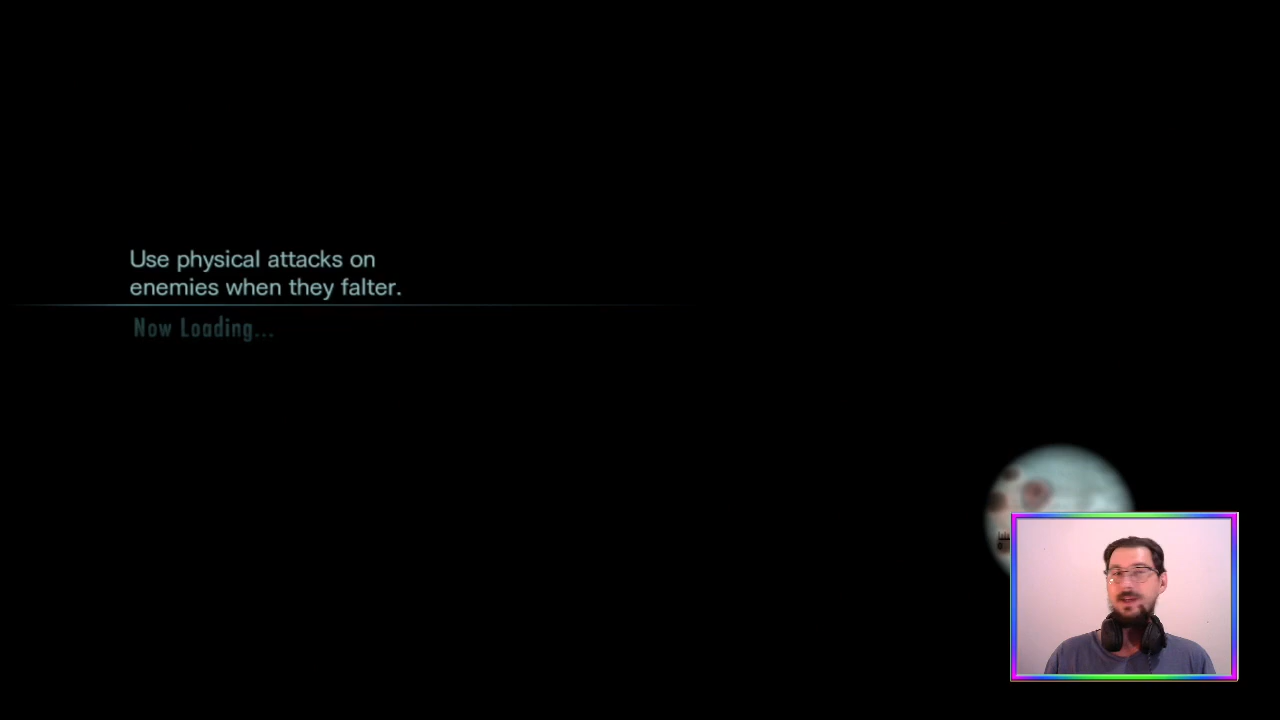 Use physical attacks on
enemies when they falter.
Now Loading...